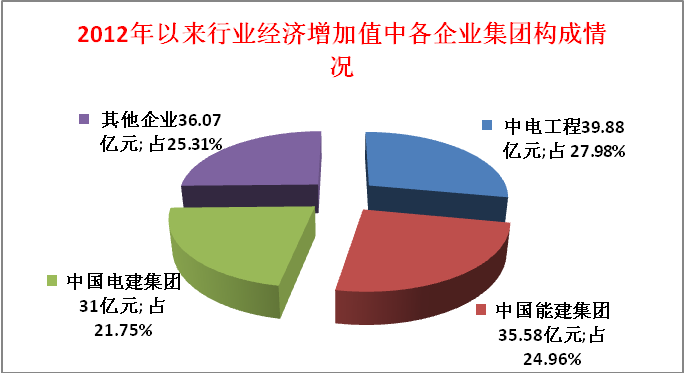 2012年以来行业经济增加值中各企业集团构成情
况
其他企业36.07
亿元; 占25.31%
中电工程39.88
亿元;占 27.98%
中国电建集团
31亿元; 占
21.75%
中国能建集团
35.58亿元;占
24.96%